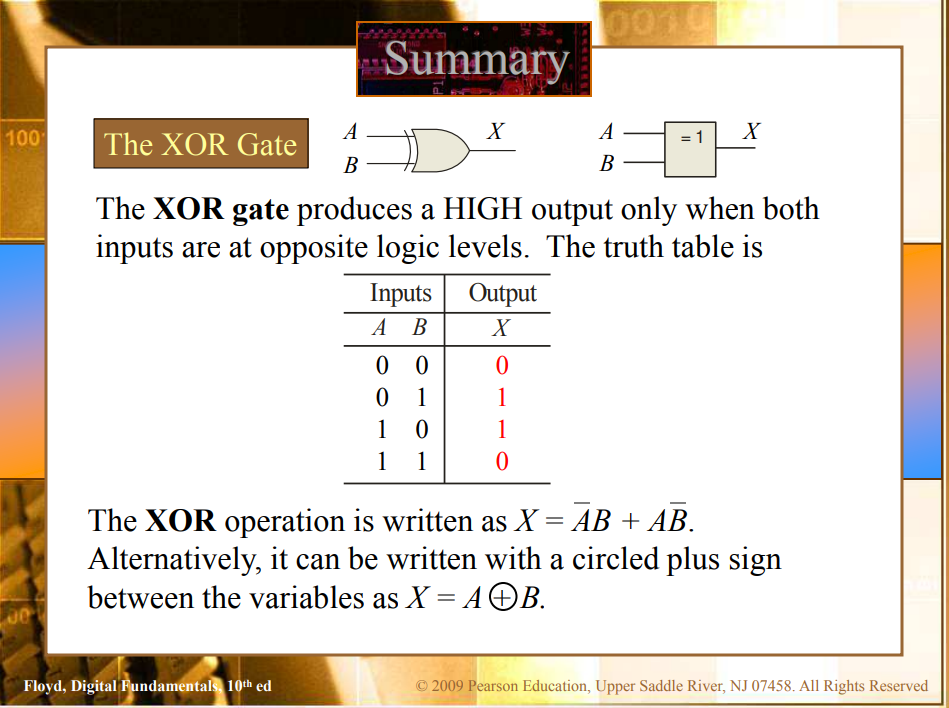 Summary
The XOR Gate
A
B
X
A
B
= 1
X
The XOR gate produces a HIGH output only when both
inputs are at opposite logic levels. The truth table is
Inputs Output
A B X
0 0 0
0 1 1
1 0 1
1 1 0
The XOR operation is written as X = A̅B + AB̅.
Alternatively, it can be written with a circled plus sign
between the variables as X = A ⊕ B.
Floyd, Digital Fundamentals, 10th ed
© 2009 Pearson Education, Upper Saddle River, NJ 07458. All Rights Reserved